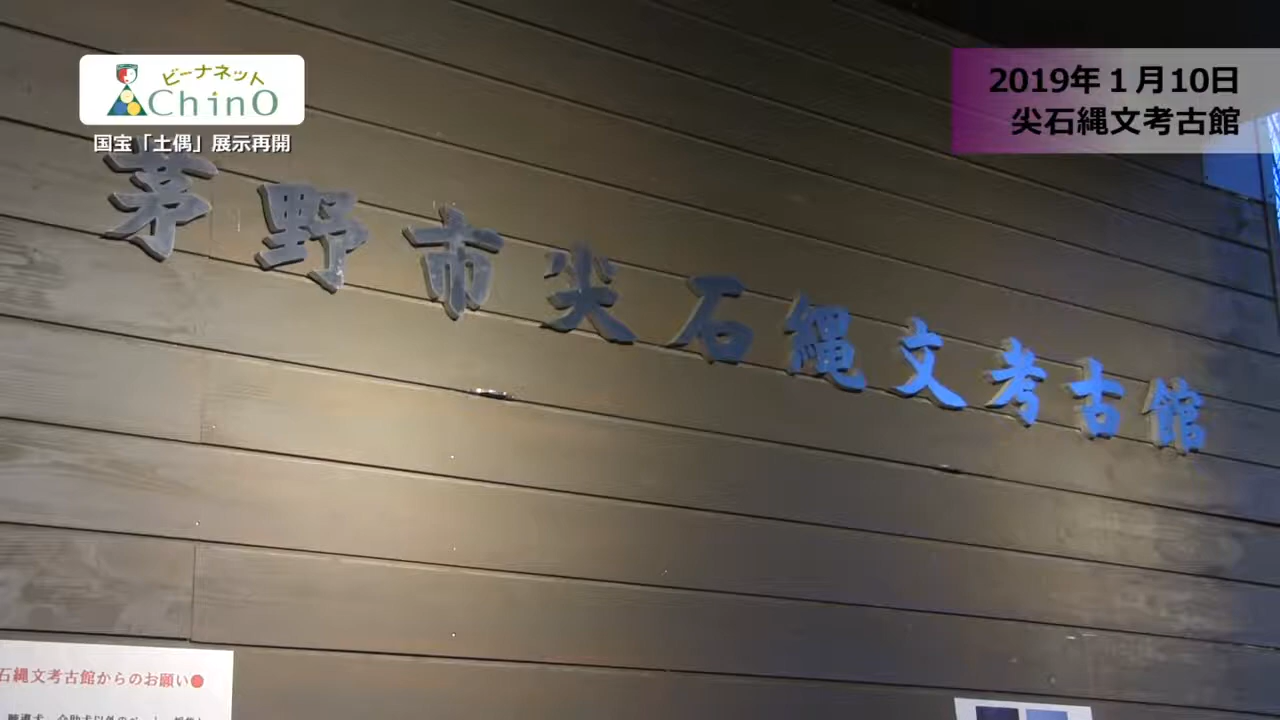 ビーナネット
ChinO
国宝「土偶」展示再開
2019年1月10日
尖石縄文考古館
茅野市尖石縄文考古館
石縄文考古館からのお願い●